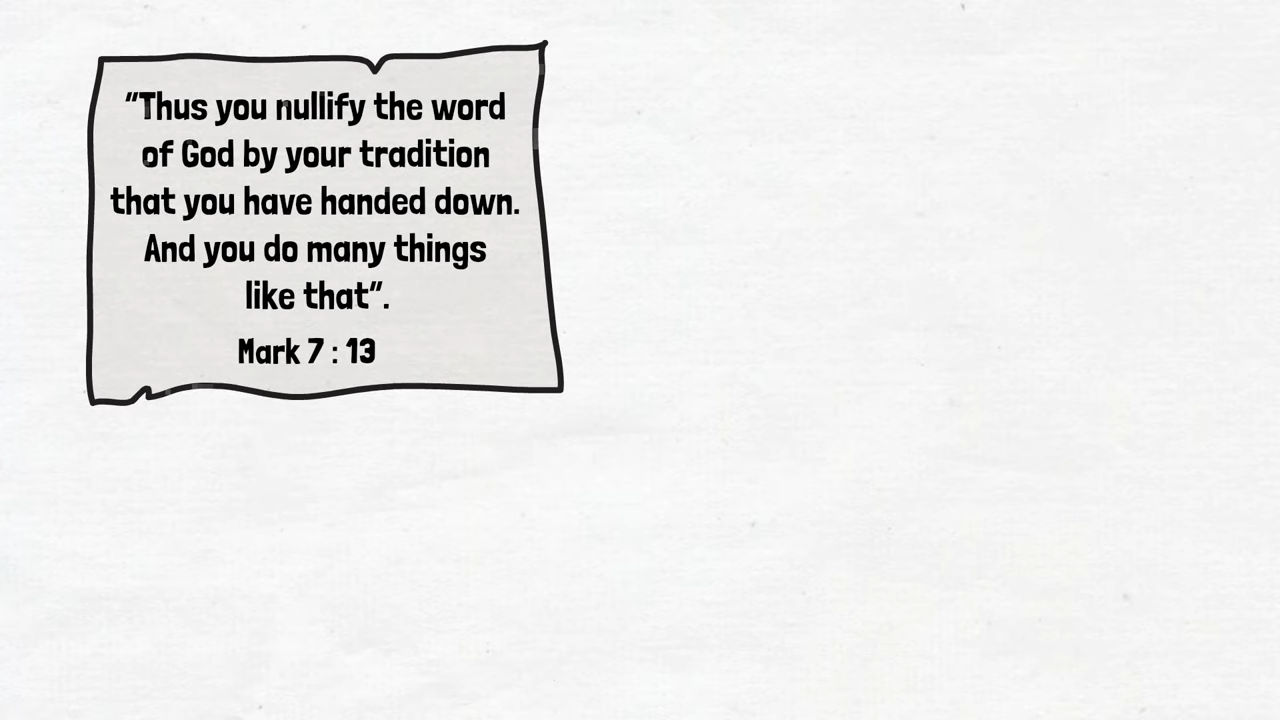 "Thus you nullify the word
of God by your tradition
that you have handed down.
And you do many things
like that".
Mark 7 : 13